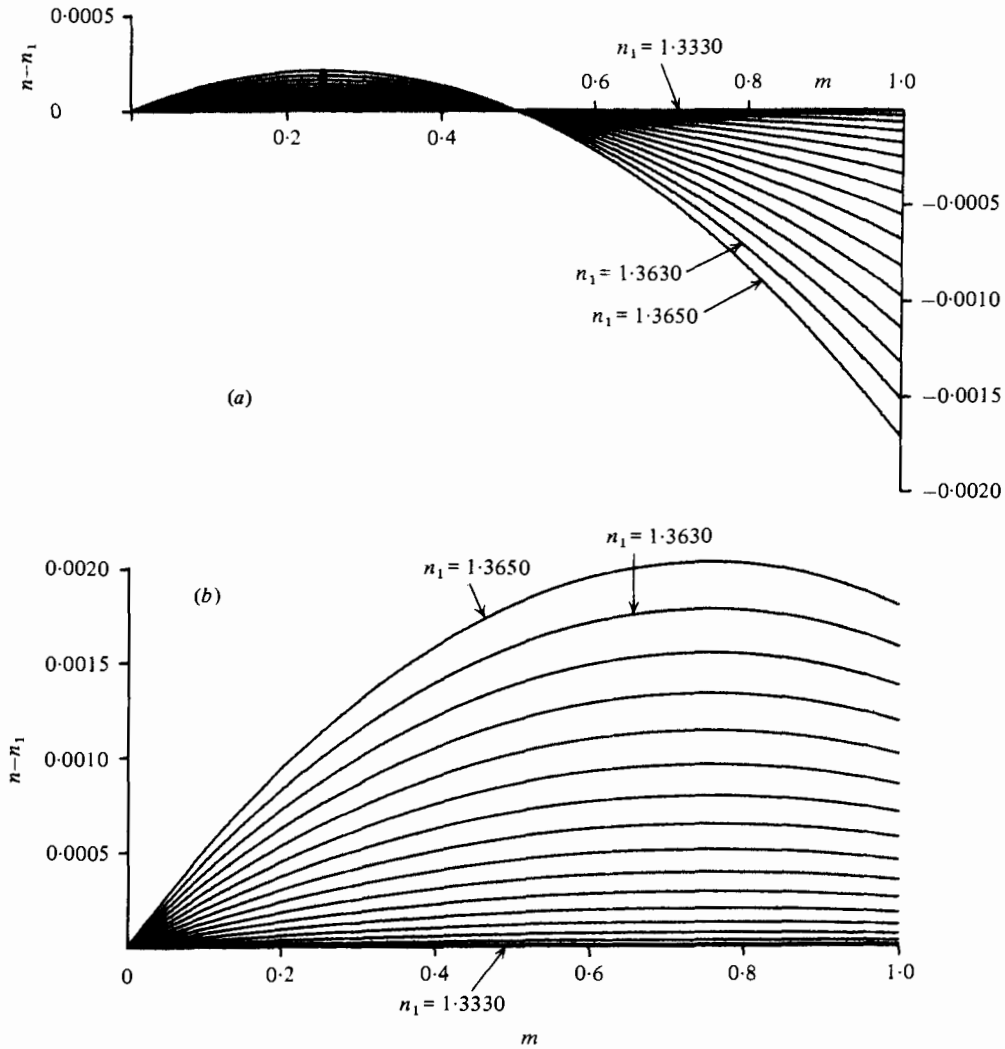 0·0005
n–n₁
0
0·2
0·4
n₁ = 1·3330
0·6
0·8
m
1·0
–0·0005
–0·0010
–0·0015
–0·0020
n₁ = 1·3630
n₁ = 1·3650
(a)
n₁ = 1·3630
n₁ = 1·3650
(b)
0·0020
0·0015
0·0010
0·0005
n–n₁
0
0·2
0·4
0·6
0·8
1·0
n₁ = 1·3330
m